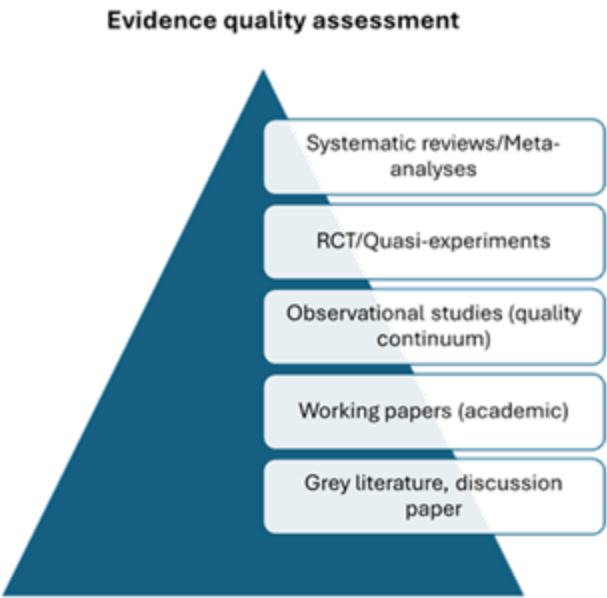 Evidence quality assessment
Systematic reviews/Meta-
analyses
RCT/Quasi-experiments
Observational studies (quality
continuum)
Working papers (academic)
Grey literature, discussion
paper